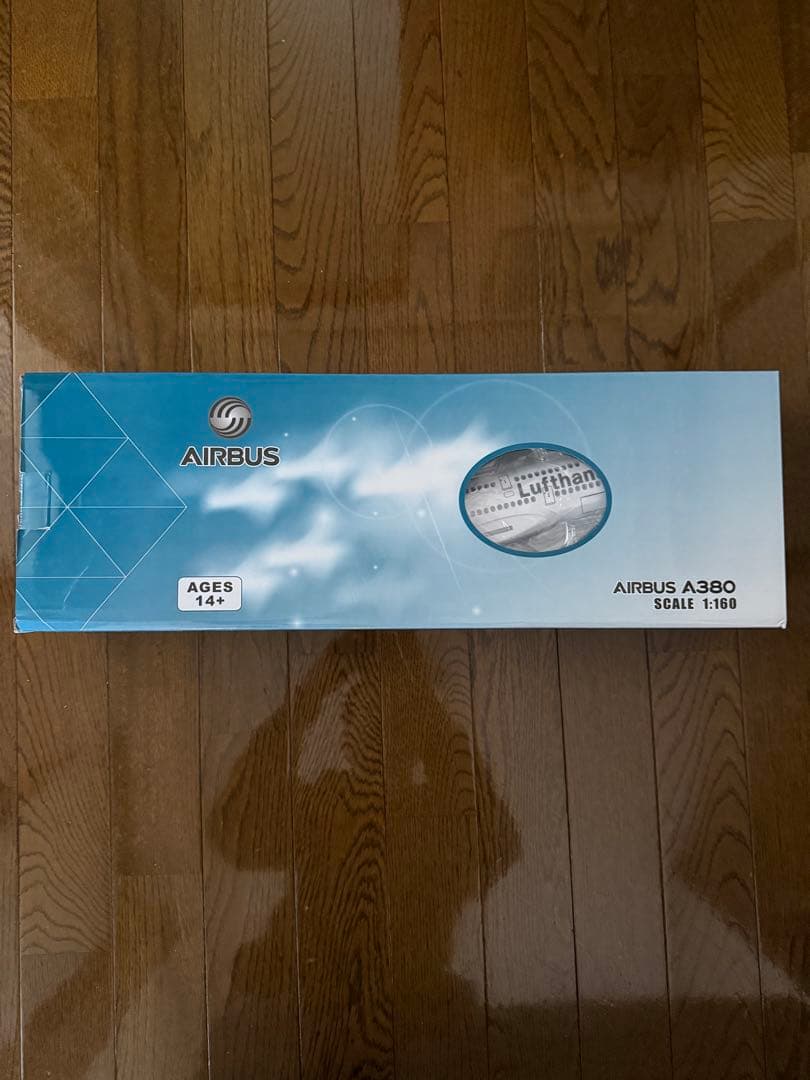 AIRBUS
Lufthan
AGES
14+
AIRBUS A380
SCALE 1:160